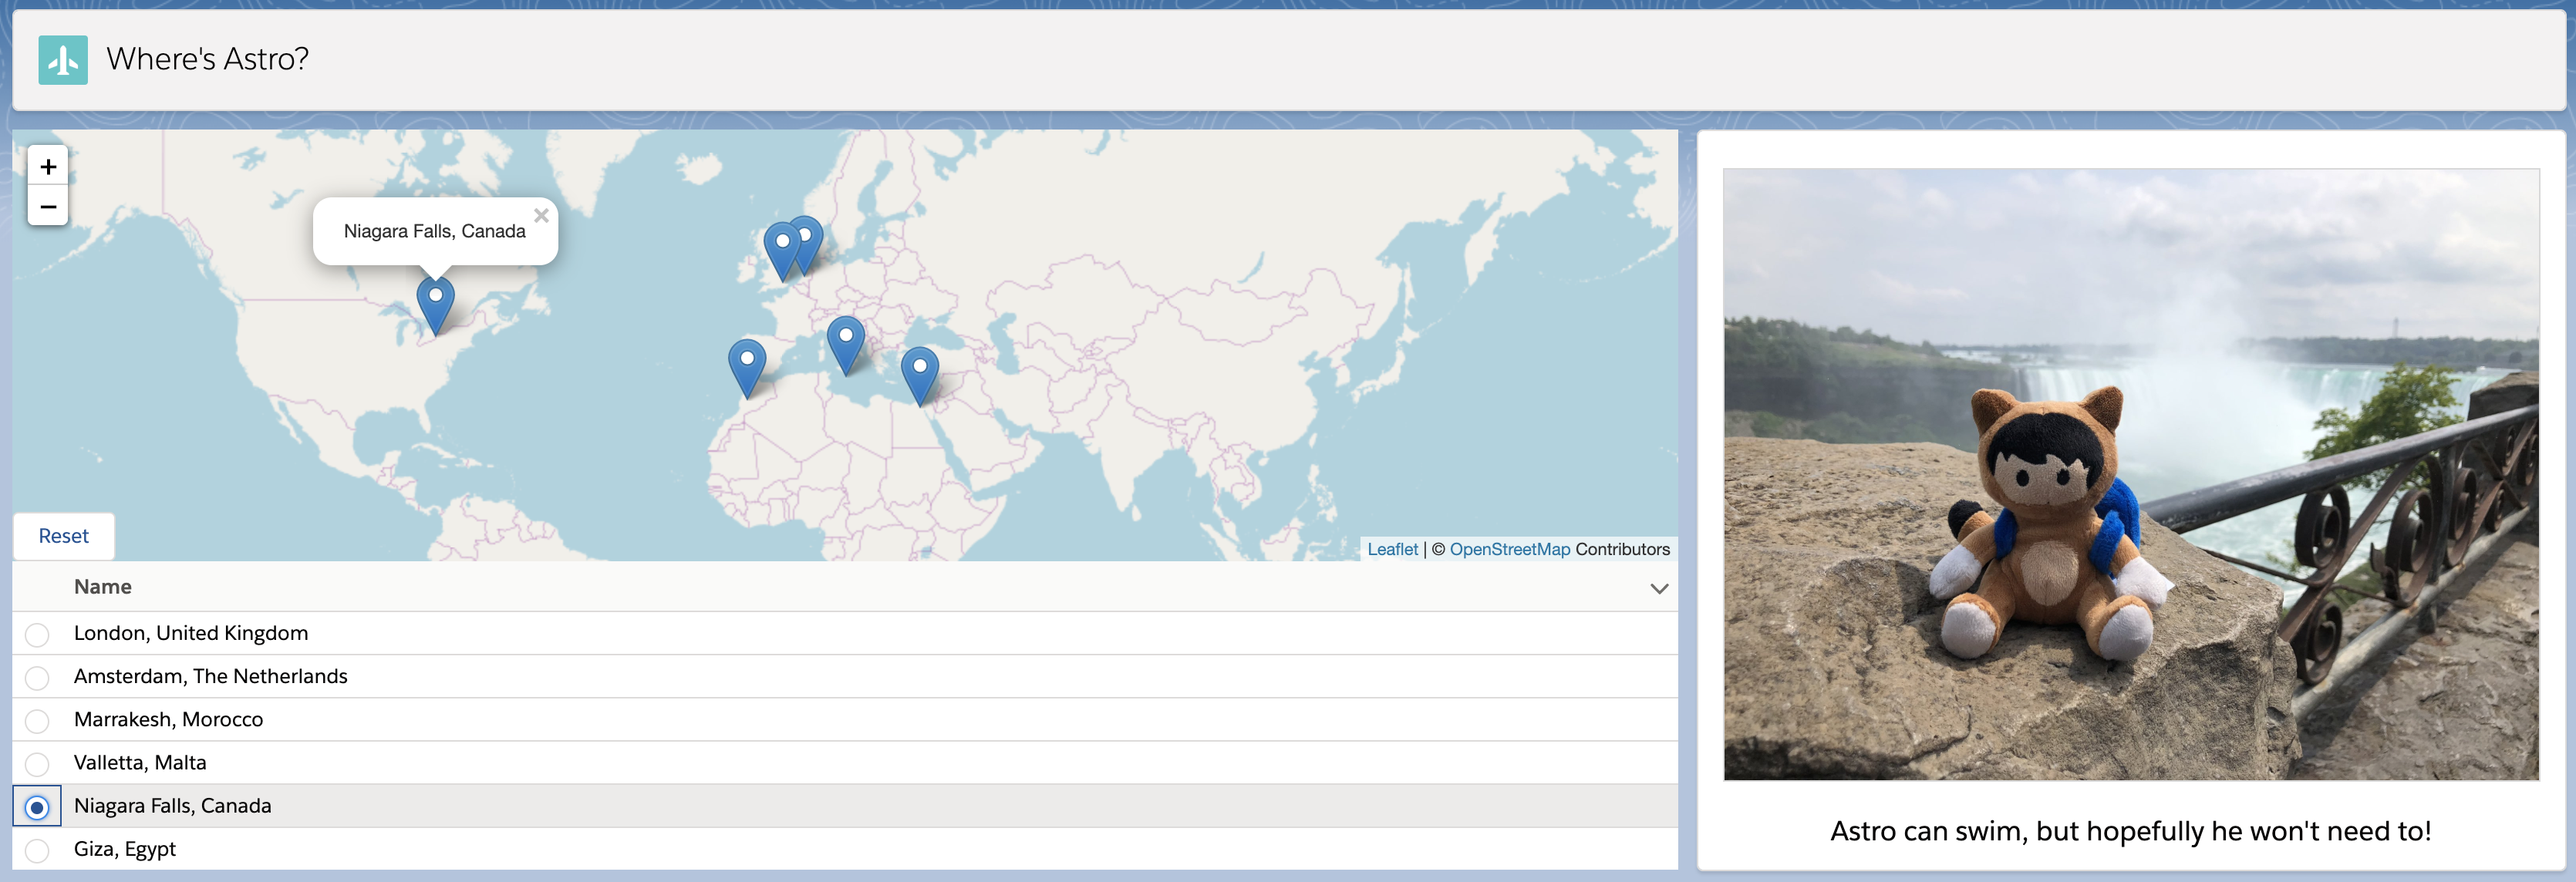 Where's Astro?
+
−
Niagara Falls, Canada
×
Reset
Leaflet | © OpenStreetMap Contributors
Name
London, United Kingdom
Amsterdam, The Netherlands
Marrakesh, Morocco
Valletta, Malta
Niagara Falls, Canada
Giza, Egypt
Astro can swim, but hopefully he won't need to!